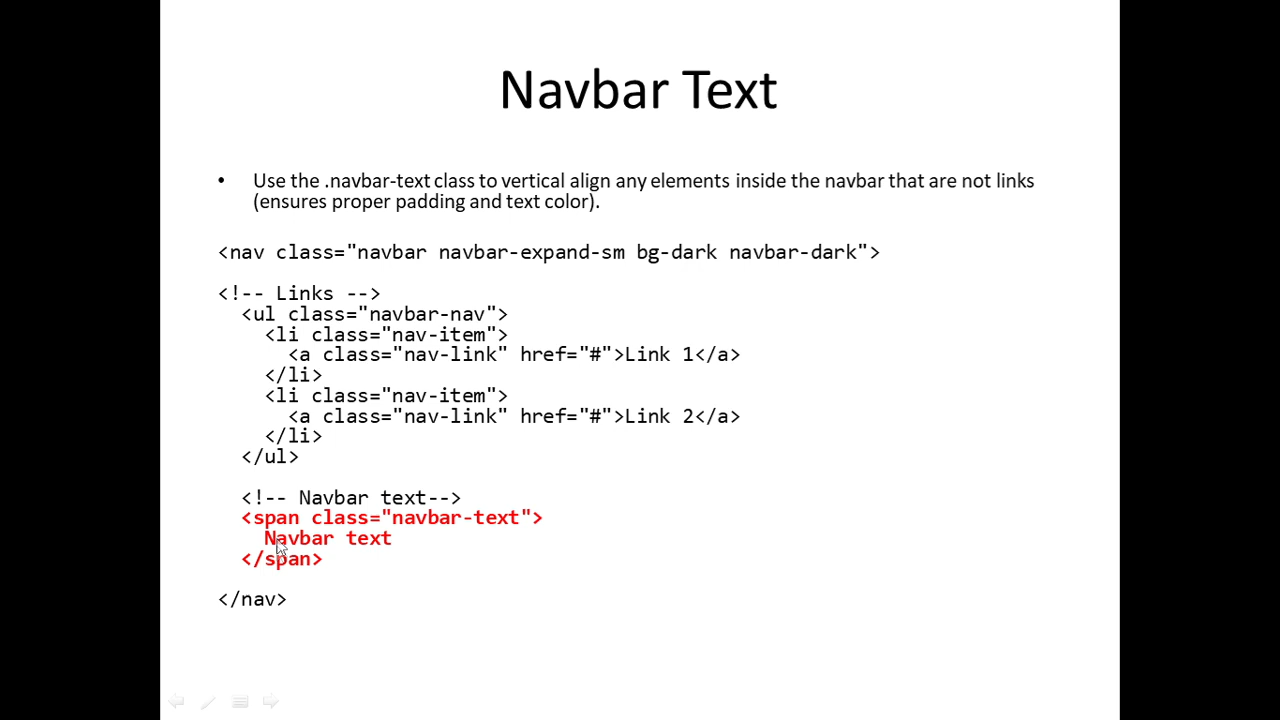 Navbar Text
• Use the .navbar-text class to vertical align any elements inside the navbar that are not links
(ensures proper padding and text color).
<nav class="navbar navbar-expand-sm bg-dark navbar-dark">
<!-- Links -->
<ul class="navbar-nav">
<li class="nav-item">
<a class="nav-link" href="#">Link 1</a>
</li>
<li class="nav-item">
<a class="nav-link" href="#">Link 2</a>
</li>
</ul>
<!-- Navbar text-->
<span class="navbar-text">
Navbar text
</span>
</nav>